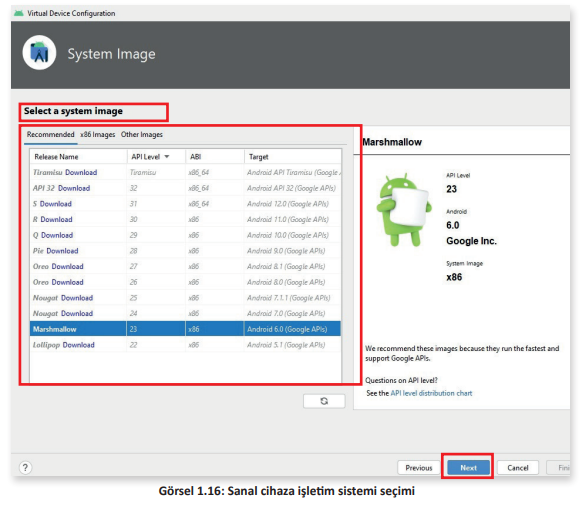 Virtual Device Configuration
System Image
Select a system image
Recommended x86 Images Other Images
Release Name API Level ABI Target
Tiramisu Download Tiramisu x86_64 Android API Tiramisu (Google
API 32 Download 32 x86_64 Android API 32 (Google APIs)
S Download 31 x86_64 Android 12.0 (Google APIs)
R Download 30 x86 Android 11.0 (Google APIs)
Q Download 29 x86 Android 10.0 (Google APIs)
Pie Download 28 x86 Android 9.0 (Google APIs)
Oreo Download 27 x86 Android 8.1 (Google APIs)
Oreo Download 26 x86 Android 8.0 (Google APIs)
Nougat Download 25 x86 Android 7.1.1 (Google APIs)
Nougat Download 24 x86 Android 7.0 (Google APIs)
Marshmallow 23 x86 Android 6.0 (Google APIs)
Lollipop Download 22 x86 Android 5.1 (Google APIs)
Marshmallow
API Level
23
Android
6.0
Google Inc.
System Image
x86
We recommend these images because they run the fastest and
support Google APIs.
Questions on API level?
See the API level distribution chart
? Previous Next Cancel Fini
Görsel 1.16: Sanal cihaza işletim sistemi seçimi